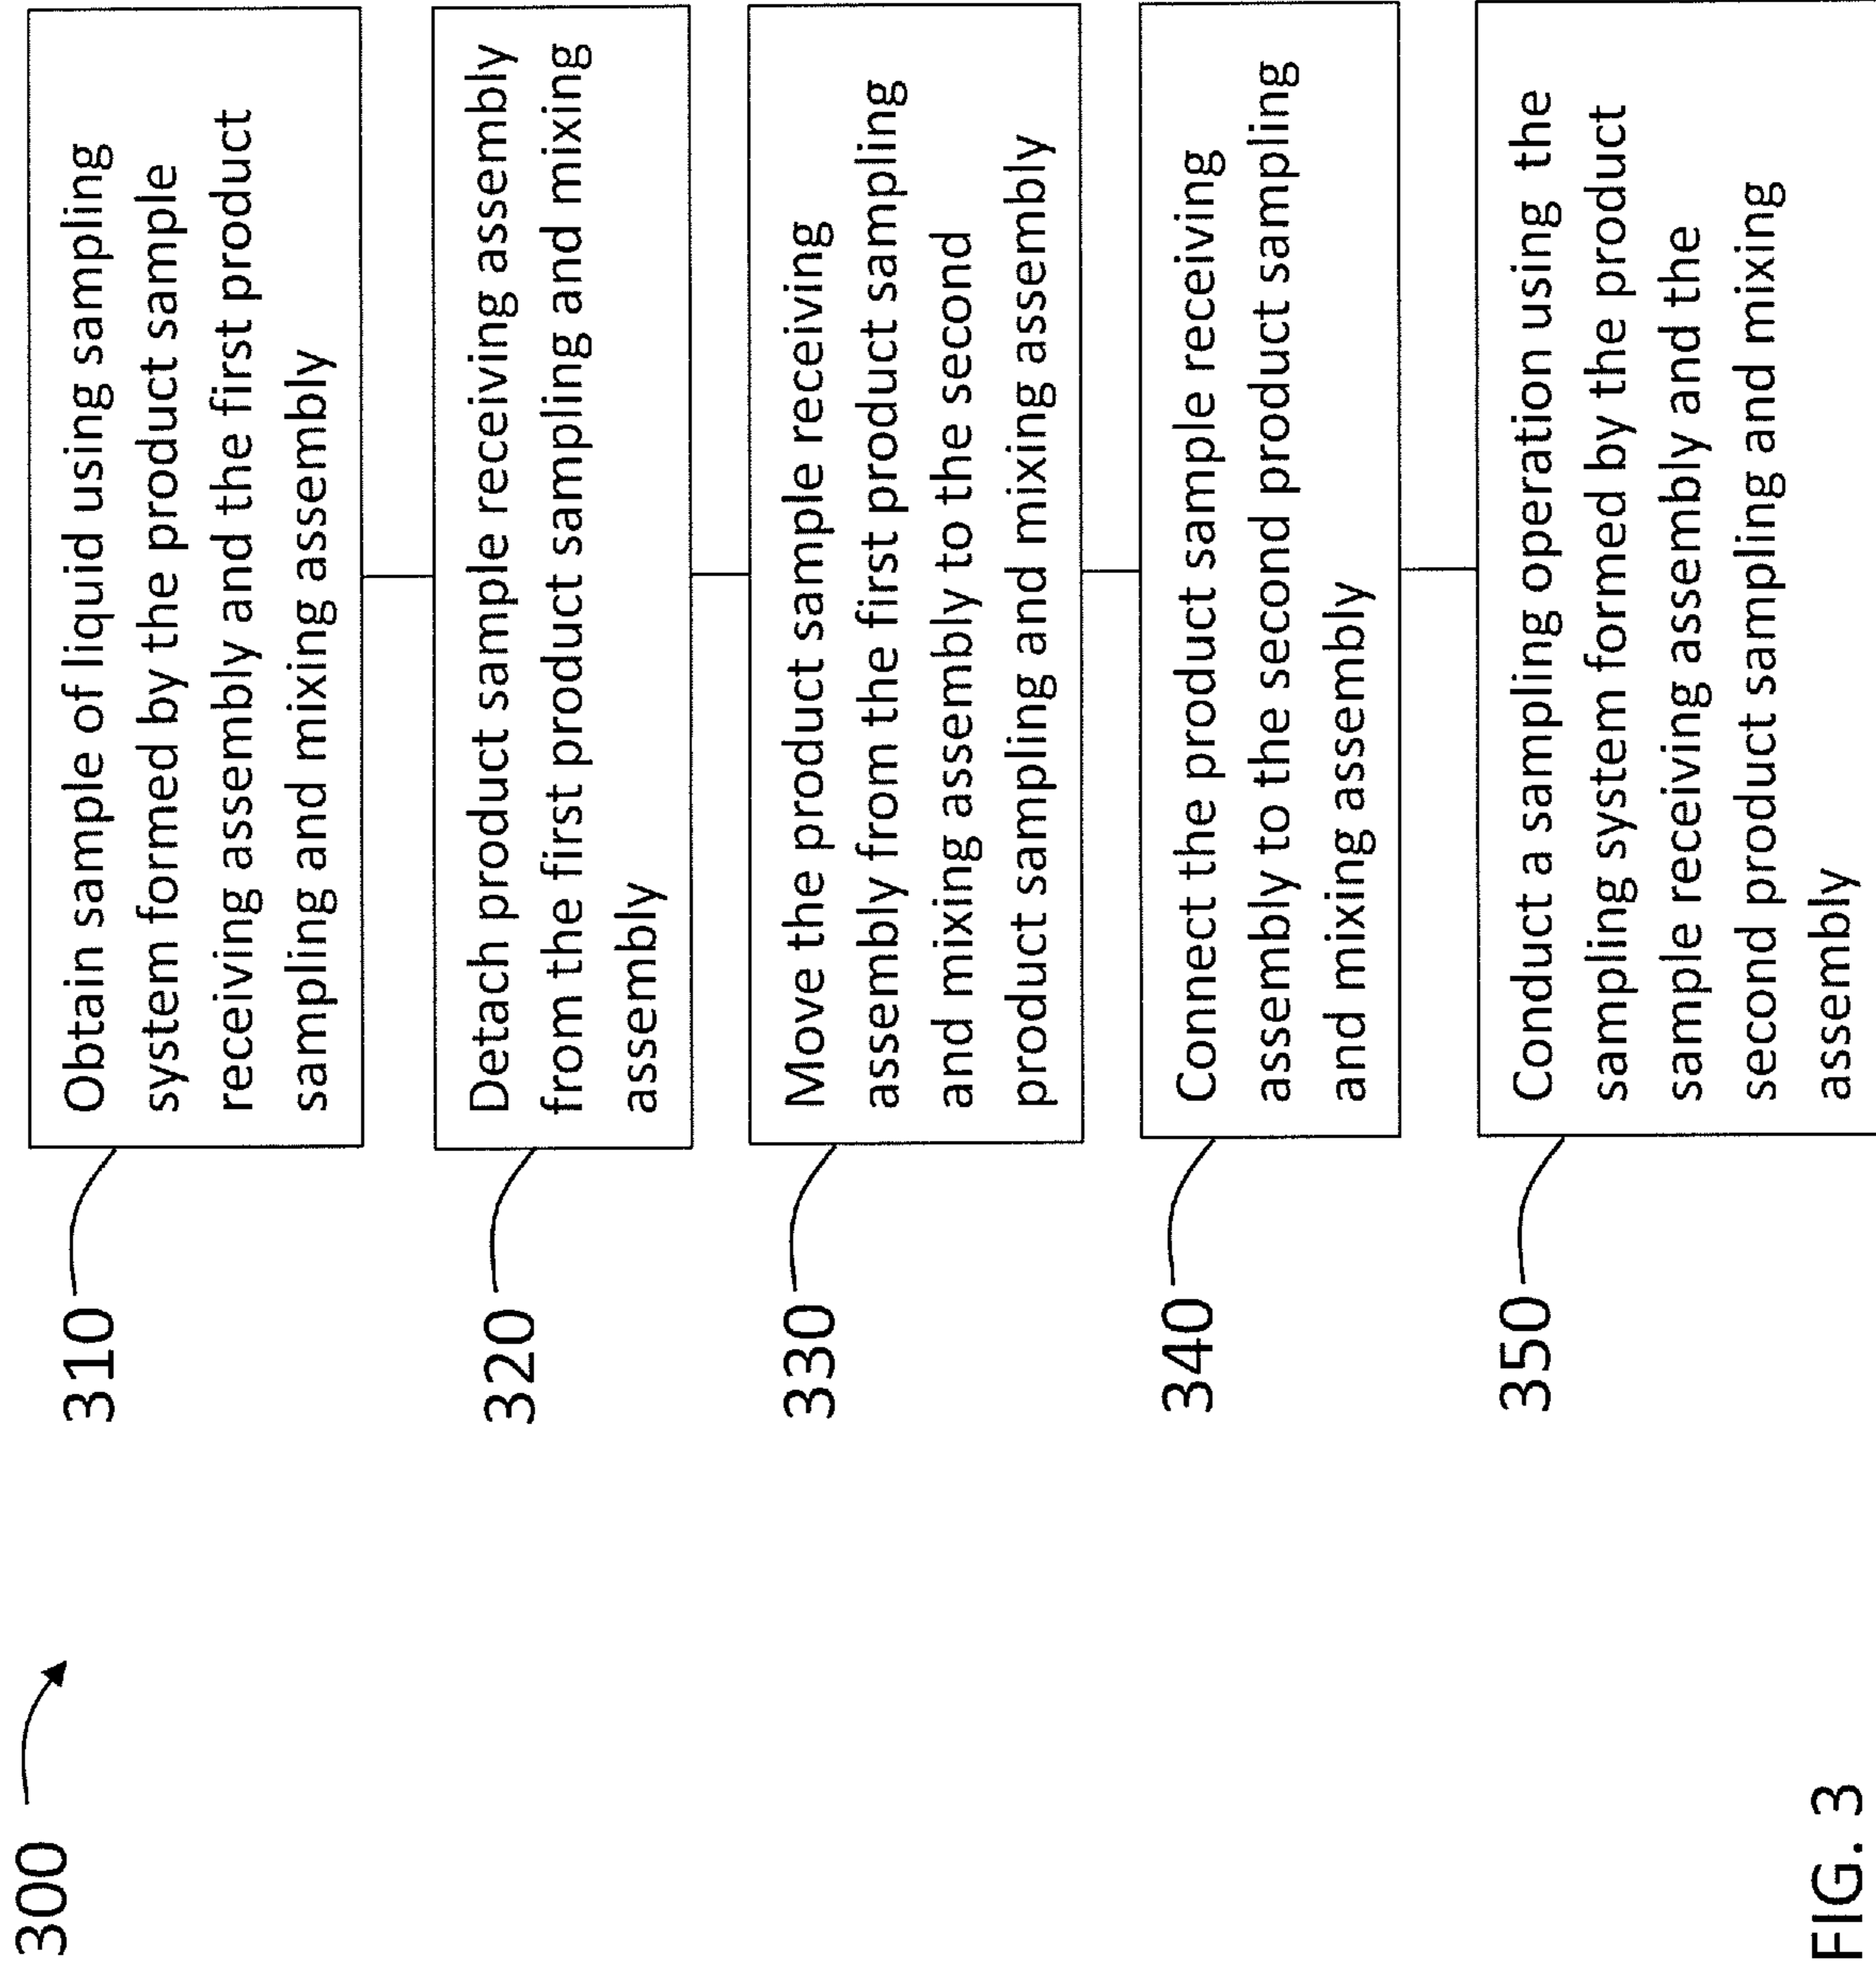 300
310
Obtain sample of liquid using sampling
system formed by the product sample
receiving assembly and the first product
sampling and mixing assembly
320
Detach product sample receiving assembly
from the first product sampling and mixing
assembly
330
Move the product sample receiving
assembly from the first product sampling
and mixing assembly to the second
product sampling and mixing assembly
340
Connect the product sample receiving
assembly to the second product sampling
and mixing assembly
350
Conduct a sampling operation using the
sampling system formed by the product
sample receiving assembly and the
second product sampling and mixing
assembly
FIG. 3